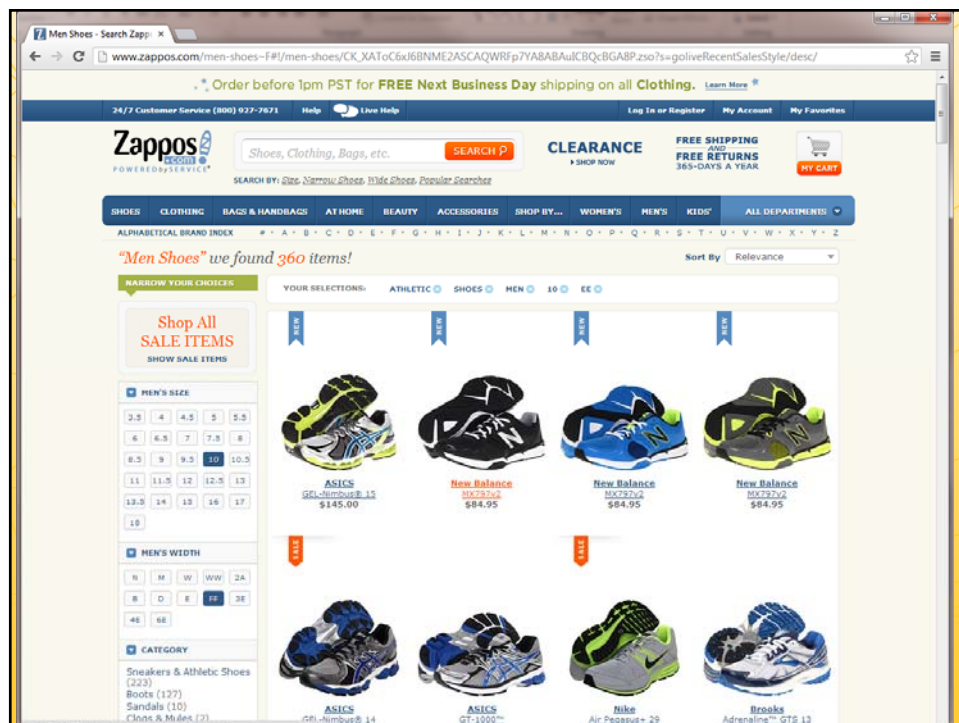 Men Shoes - Search Zapp
www.zappos.com/men-shoes~F#!/men-shoes/CK_XAToC6xJ6BNME2ASCAQWRFp7YA8ABAuICBQcBGA8P.zso?s=goliveRecentSalesStyle/desc/
Order before 1pm PST for FREE Next Business Day shipping on all Clothing. Learn More
24/7 Customer Service (800) 927-7671 Help Live Help Log In or Register My Account My Favorites
Zappos .com
POWERED by SERVICE
Shoes, Clothing, Bags, etc. SEARCH
CLEARANCE
SHOP NOW
FREE SHIPPING
AND
FREE RETURNS
365-DAYS A YEAR
MY CART
SEARCH BY: Size, Narrow Shoes, Wide Shoes, Popular Searches
SHOES CLOTHING BAGS & HANDBAGS AT HOME BEAUTY ACCESSORIES SHOP BY... WOMEN'S MEN'S KIDS' ALL DEPARTMENTS
ALPHABETICAL BRAND INDEX # • A • B • C • D • E • F • G • H • I • J • K • L • M • N • O • P • Q • R • S • T • U • V • W • X • Y • Z
"Men Shoes" we found 360 items!
Sort By Relevance
NARROW YOUR CHOICES
YOUR SELECTIONS: ATHLETIC SHOES MEN 10 EE
Shop All
SALE ITEMS
SHOW SALE ITEMS
NEW NEW NEW NEW
MEN'S SIZE
3.5 4 4.5 5 5.5
6 6.5 7 7.5 8
8.5 9 9.5 10 10.5
11 11.5 12 12.5 13
13.5 14 15 16 17
18
ASICS
GEL-Nimbus® 15
$145.00
New Balance
MX797v2
$84.95
New Balance
MX797v2
$84.95
New Balance
MX797v2
$84.95
MEN'S WIDTH
N M W WW 2A
B D E EE 3E
4E 6E
SALE SALE
CATEGORY
Sneakers & Athletic Shoes
(223)
Boots (127)
Sandals (10)
Clogs & Mules (2)
ASICS
GEL-Nimbus® 14
ASICS
GT-1000™
Nike
Air Pegasus+ 29
Brooks
Adrenaline™ GTS 13